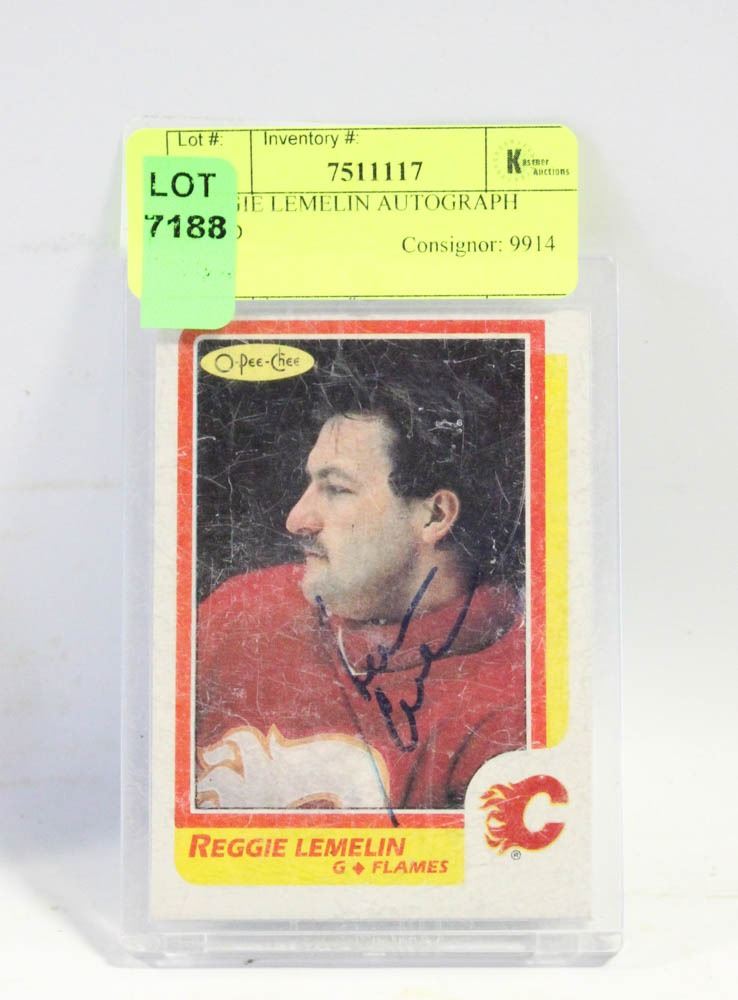 Lot #: Inventory #:
7511117
Kastner Auctions
LOT
7188
GIE LEMELIN AUTOGRAPH
D
Consignor: 9914
O-Pee-Chee
REGGIE LEMELIN
G ♦ FLAMES
C
®